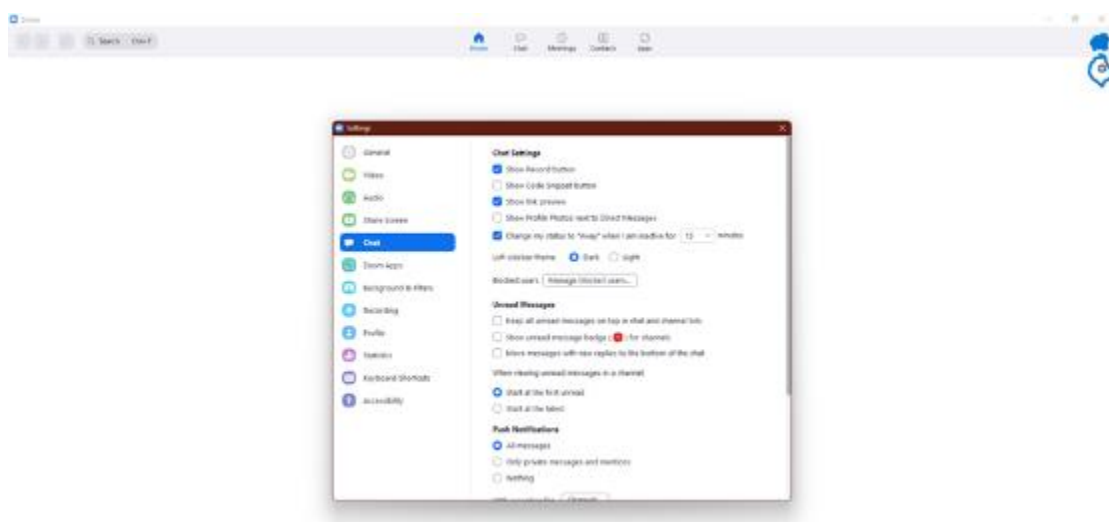 Zoom
Search Ctrl+F
Home Chat Meetings Contacts Apps
Settings
General
Video
Audio
Share Screen
Chat
Zoom Apps
Background & Filters
Recording
Profile
Statistics
Keyboard Shortcuts
Accessibility
Chat Settings
Show Record button
Show Code Snippet button
Show link preview
Show Profile Photos next to Direct Messages
Change my status to "Away" when I am inactive for 15 minutes
Left sidebar theme Dark Light
Blocked users Manage blocked users...
Unread Messages
Keep all unread messages on top in chat and channel lists
Show unread message badge ( ) for channels
Move messages with new replies to the bottom of the chat
When viewing unread messages in a channel:
Start at the first unread
Start at the latest
Push Notifications
All messages
Only private messages and mentions
Nothing